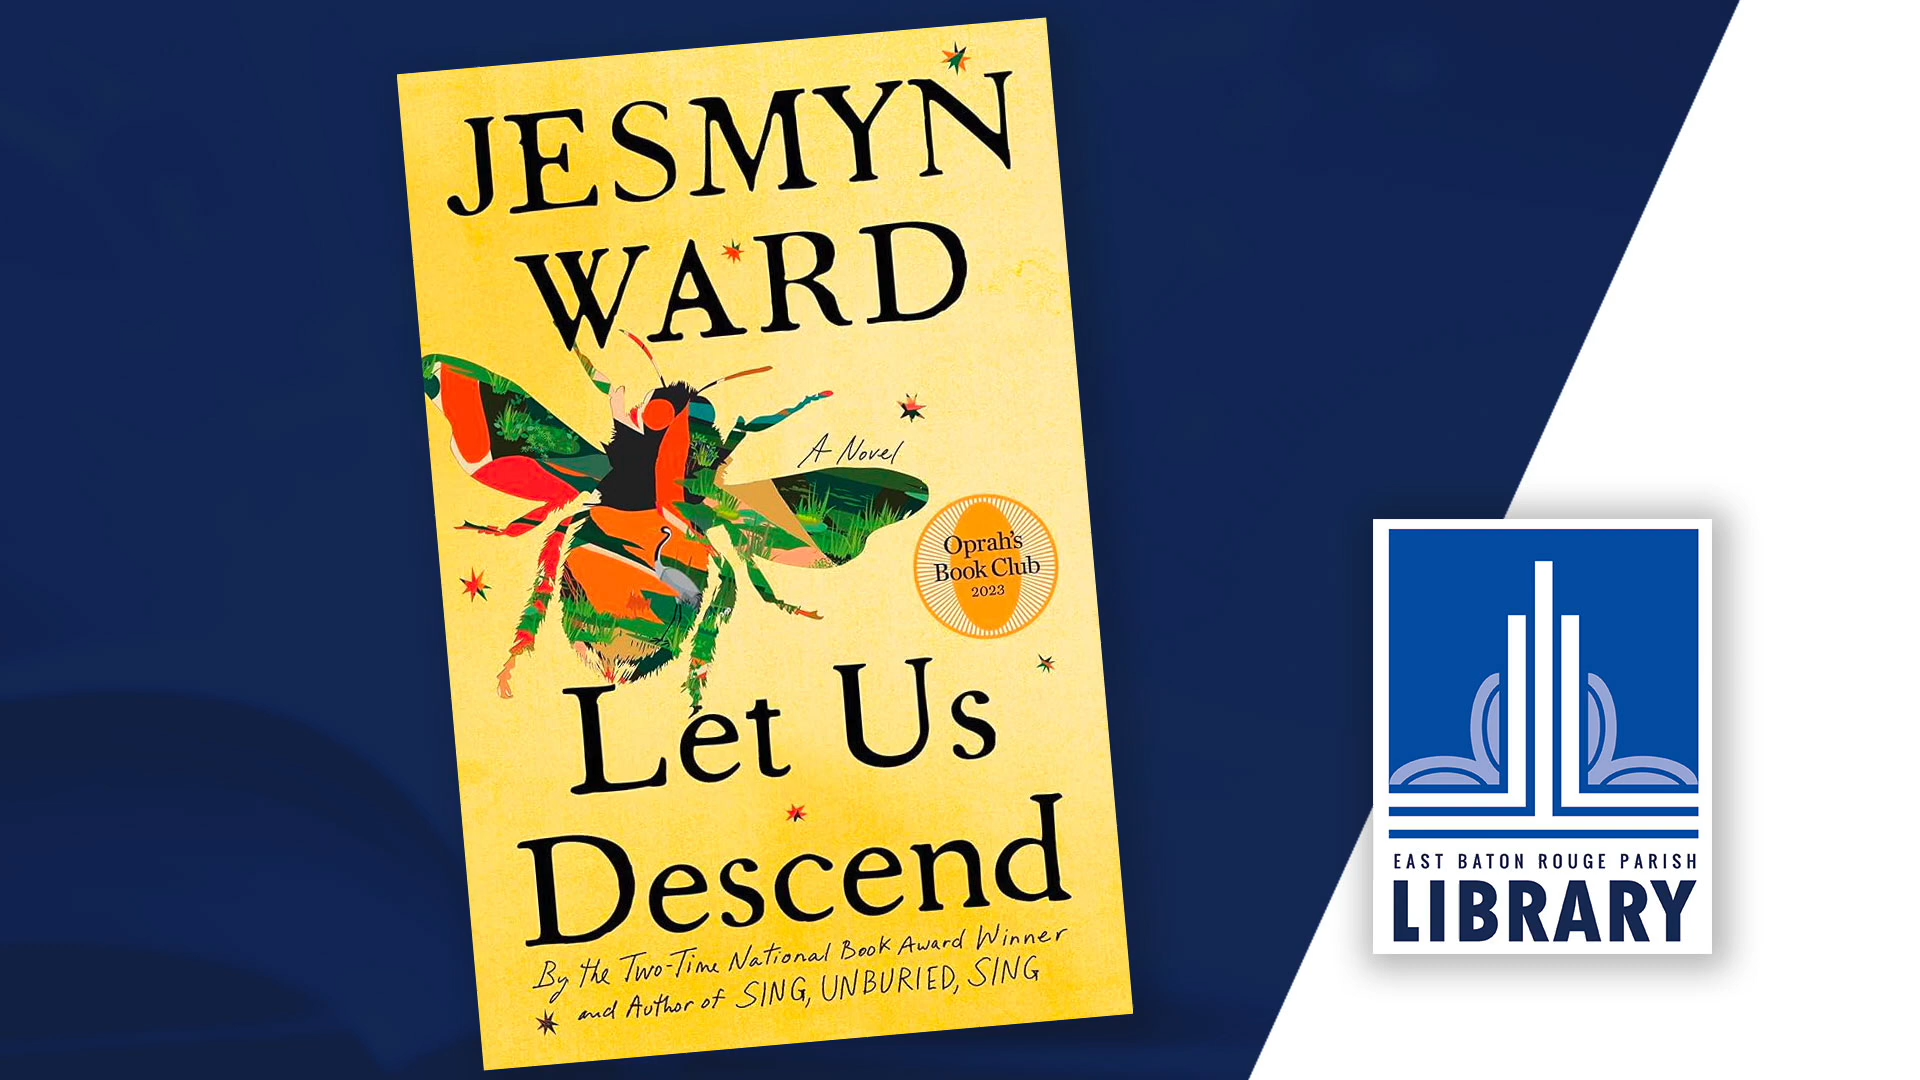 JESMYN
WARD
A Novel
Oprah's
Book Club
2023
Let Us
Descend
By the Two-Time National Book Award Winner
and Author of SING, UNBURIED, SING
EAST BATON ROUGE PARISH
LIBRARY